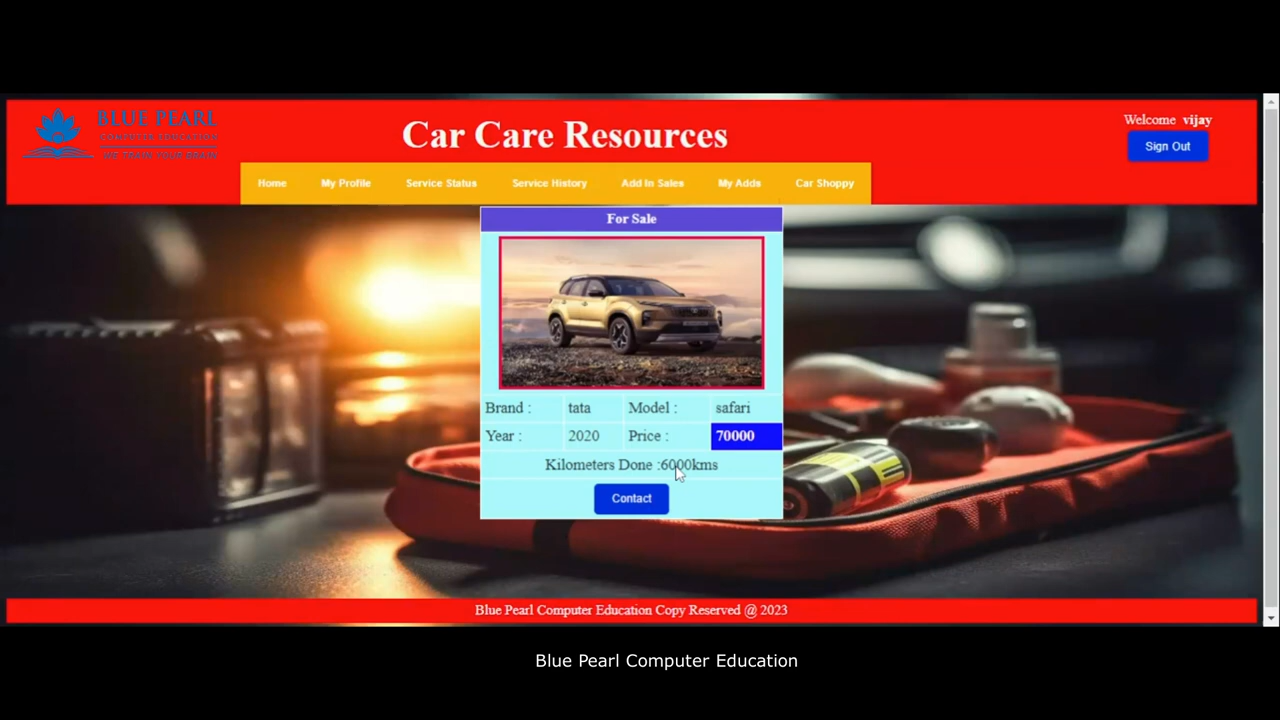 BLUE PEARL
COMPUTER EDUCATION
WE TRAIN YOUR BRAIN
Car Care Resources
Welcome vijay
Sign Out
Home My Profile Service Status Service History Add In Sales My Adds Car Shoppy
For Sale
Brand : tata Model : safari
Year : 2020 Price : 70000
Kilometers Done :6000kms
Contact
Blue Pearl Computer Education Copy Reserved @ 2023
Blue Pearl Computer Education